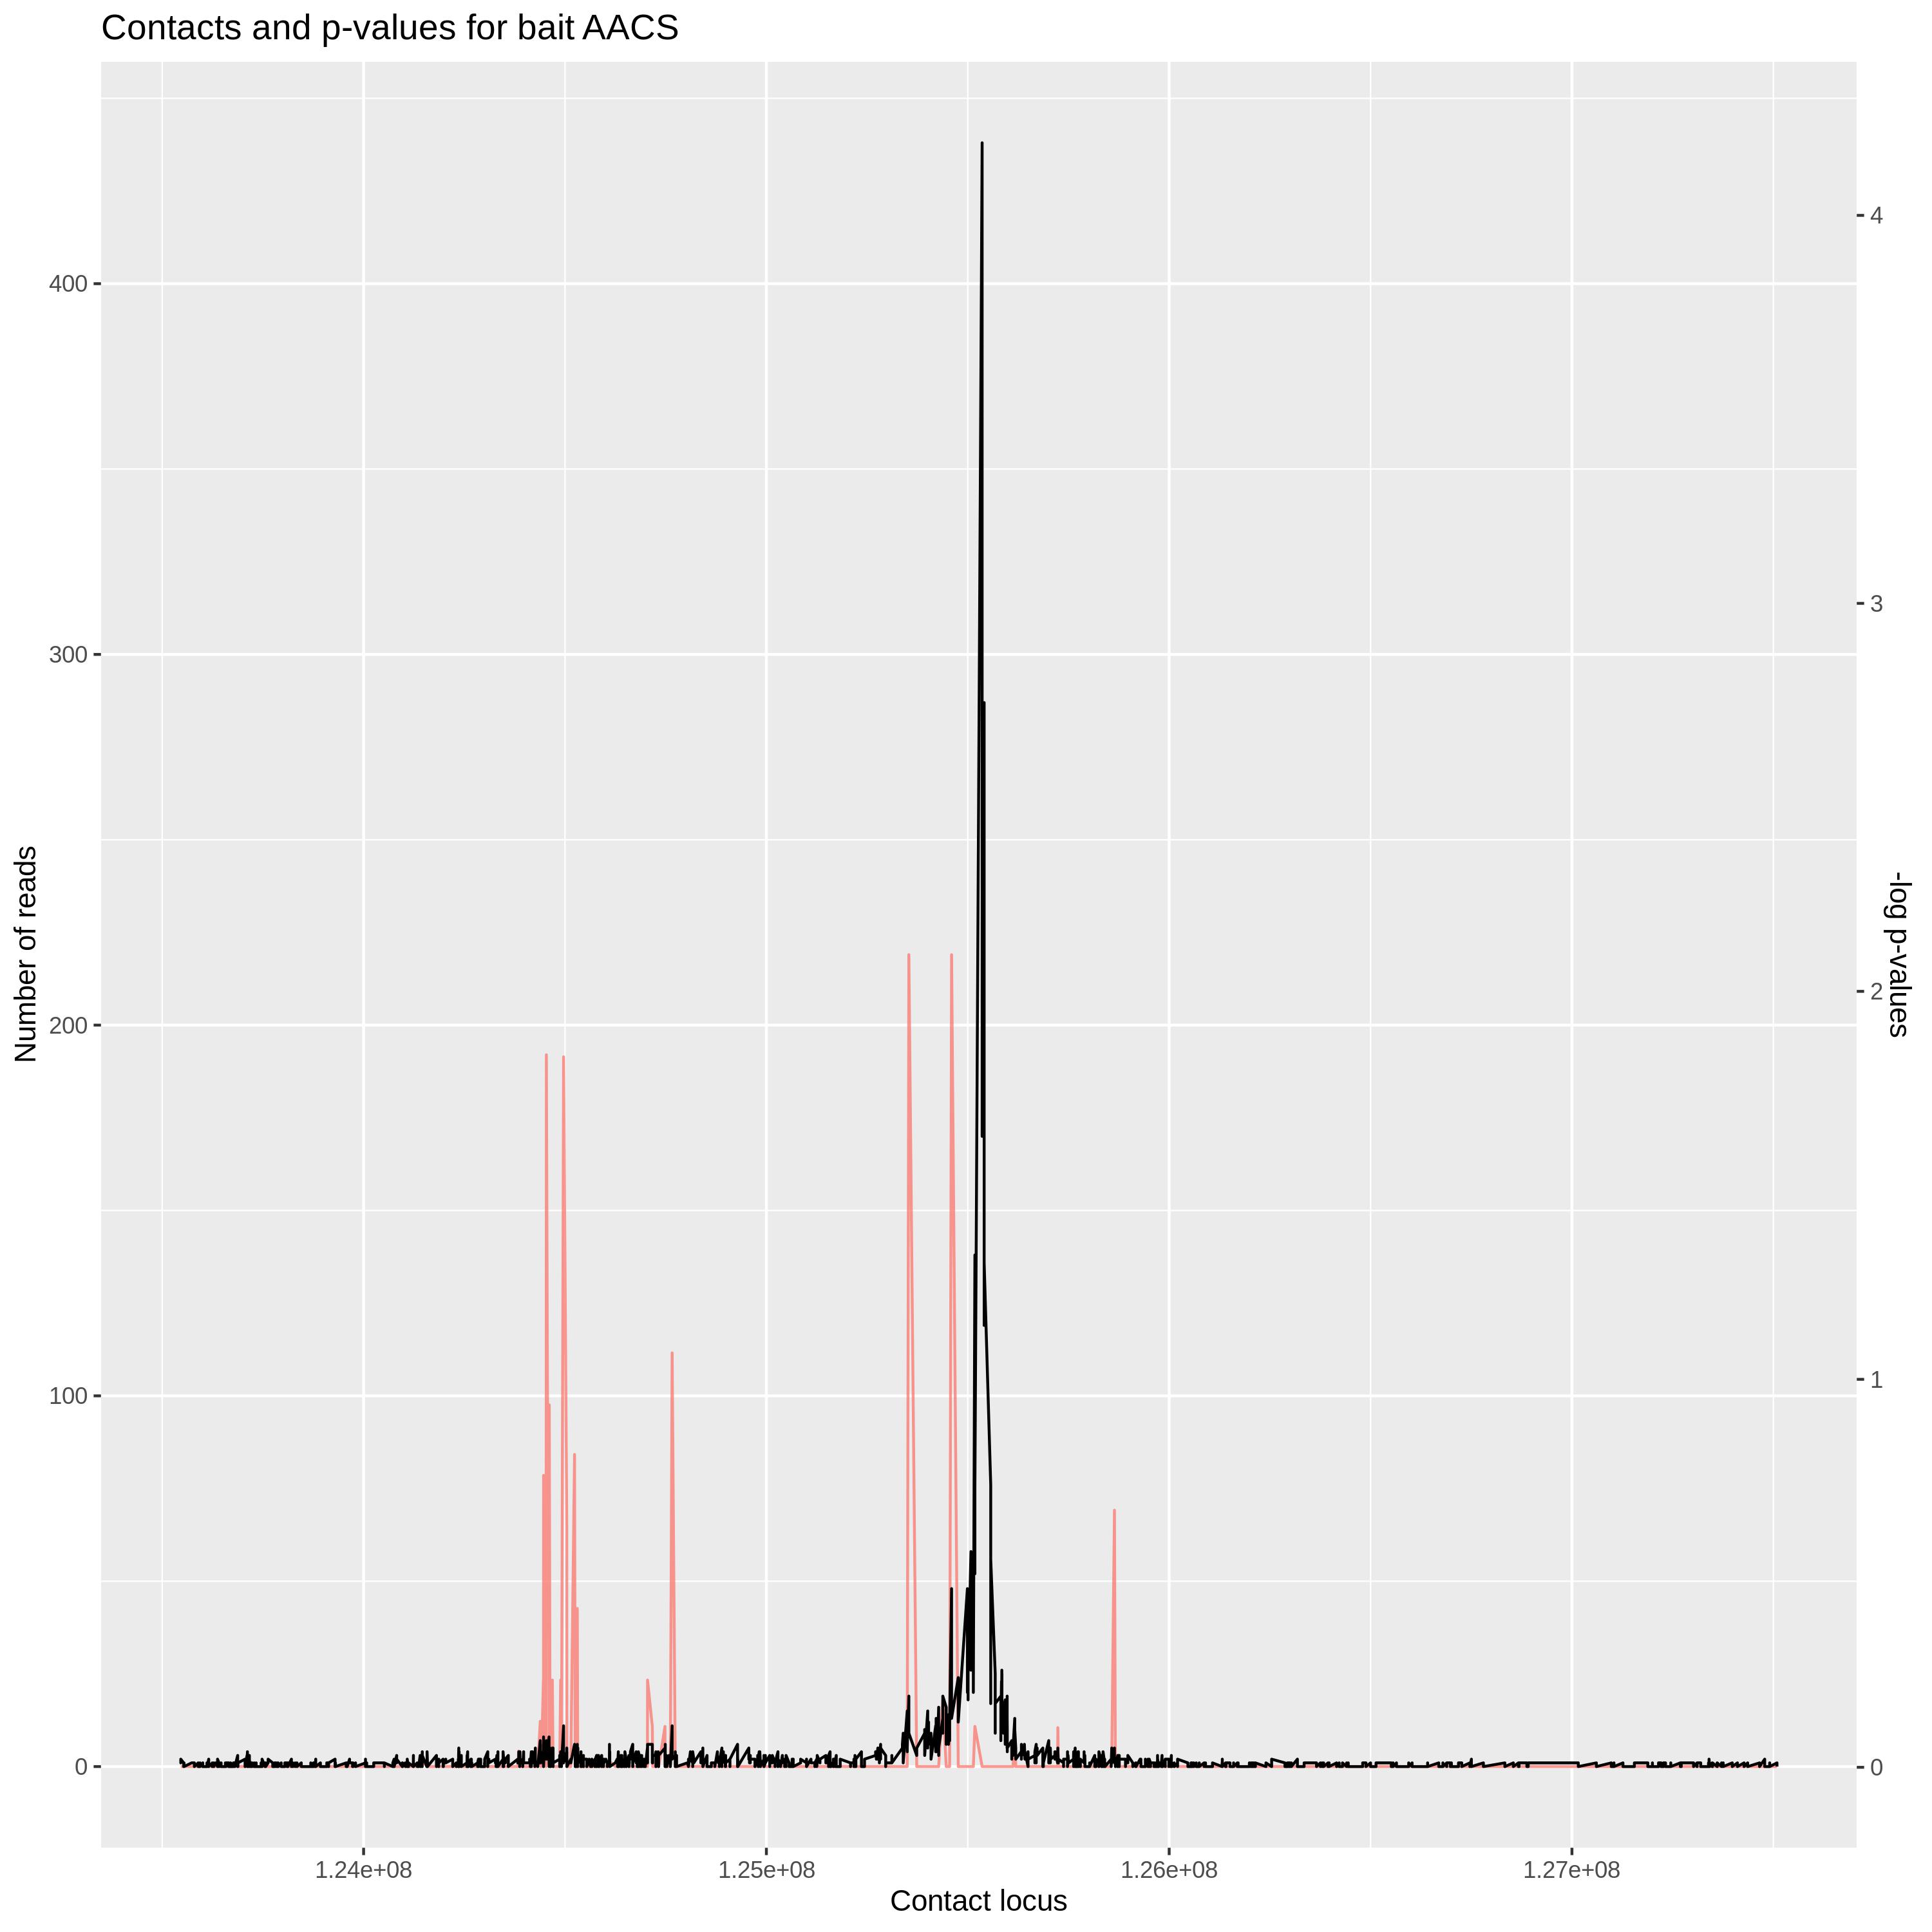 Contacts and p-values for bait AACS
Number of reads
400
300
200
100
0
4
3
2
1
0
-log p-values
1.24e+08
1.25e+08
1.26e+08
1.27e+08
Contact locus